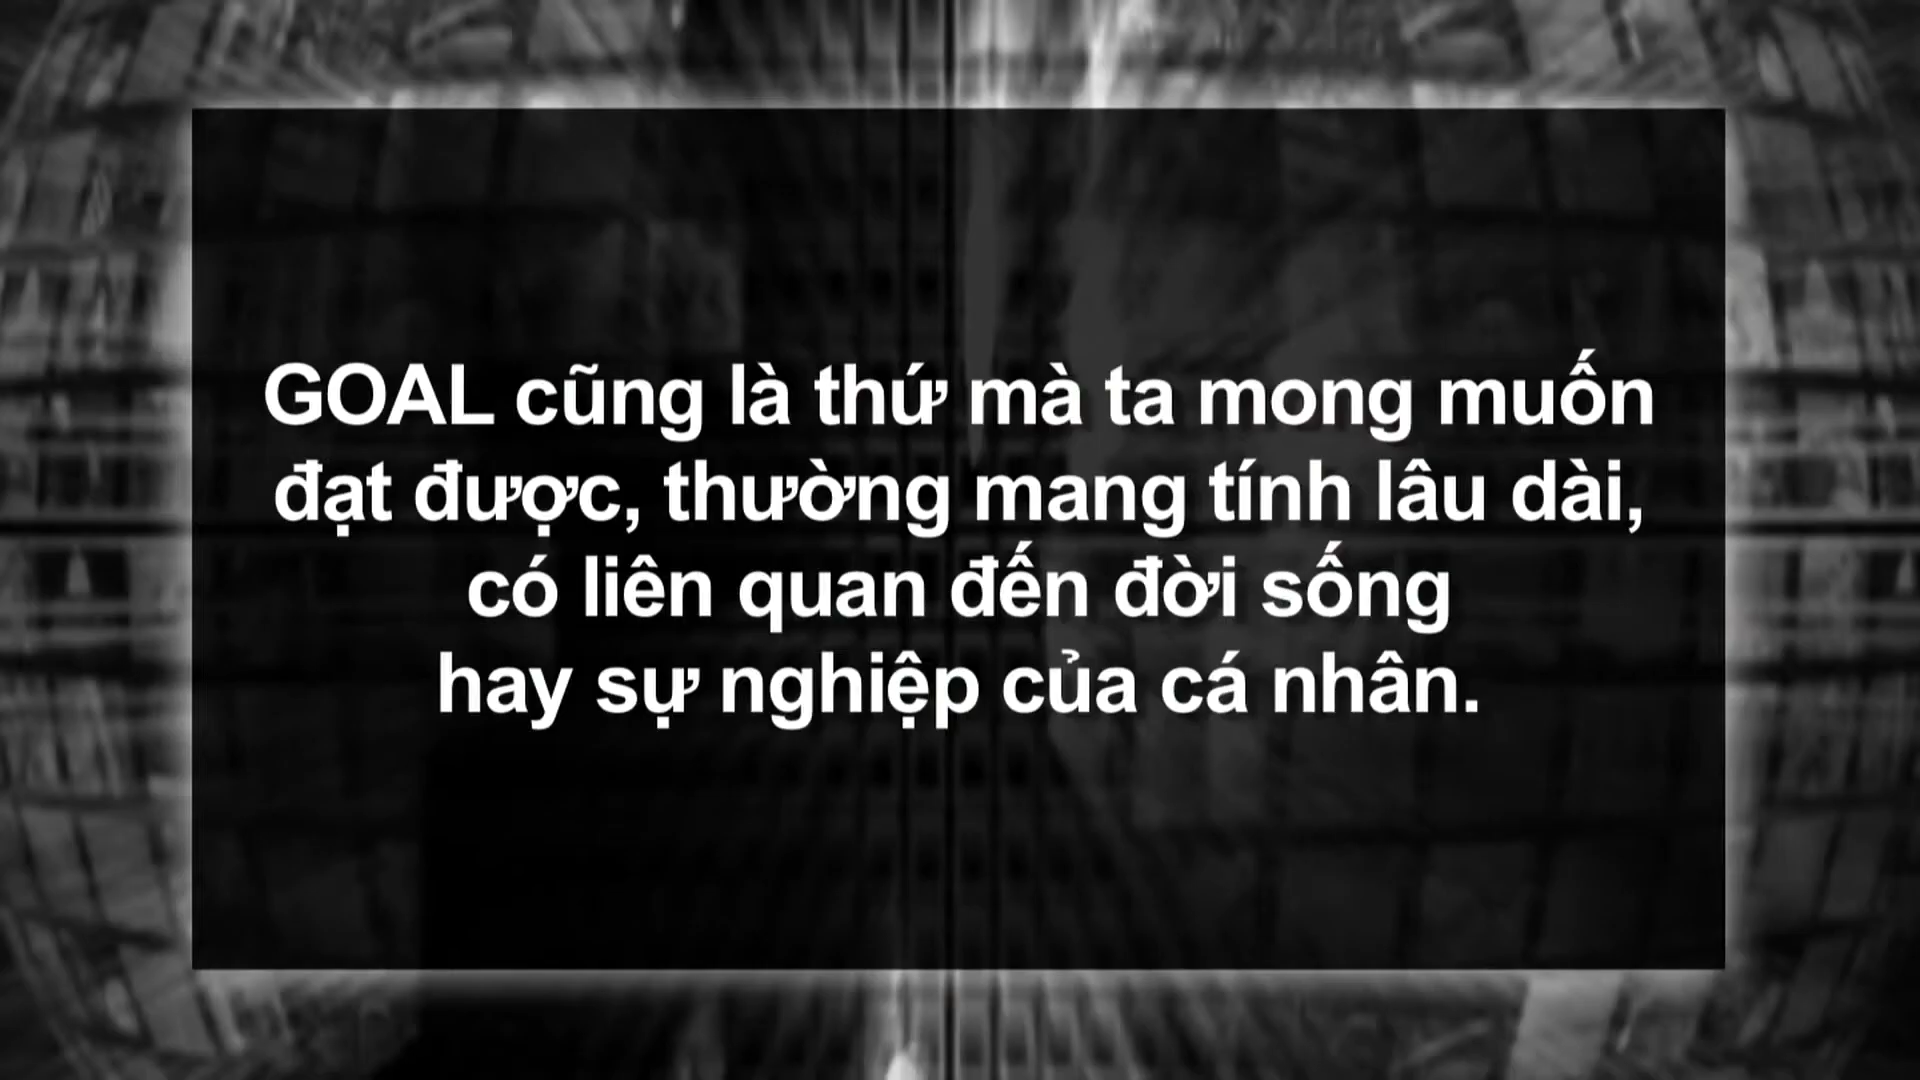 GOAL cũng là thứ mà ta mong muốn
đạt được, thường mang tính lâu dài,
có liên quan đến đời sống
hay sự nghiệp của cá nhân.